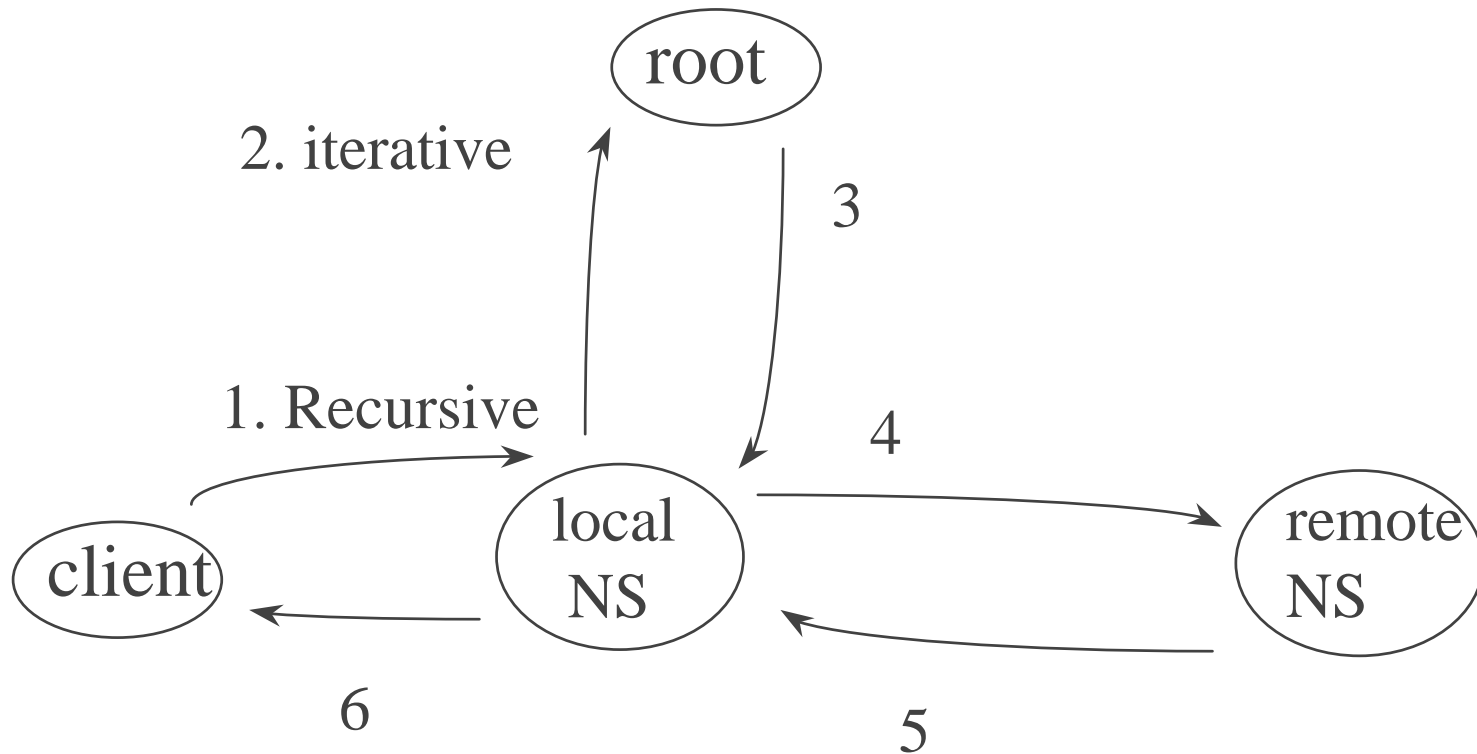 root
2. iterative
3
1. Recursive
4
local
NS
remote
NS
client
6
5